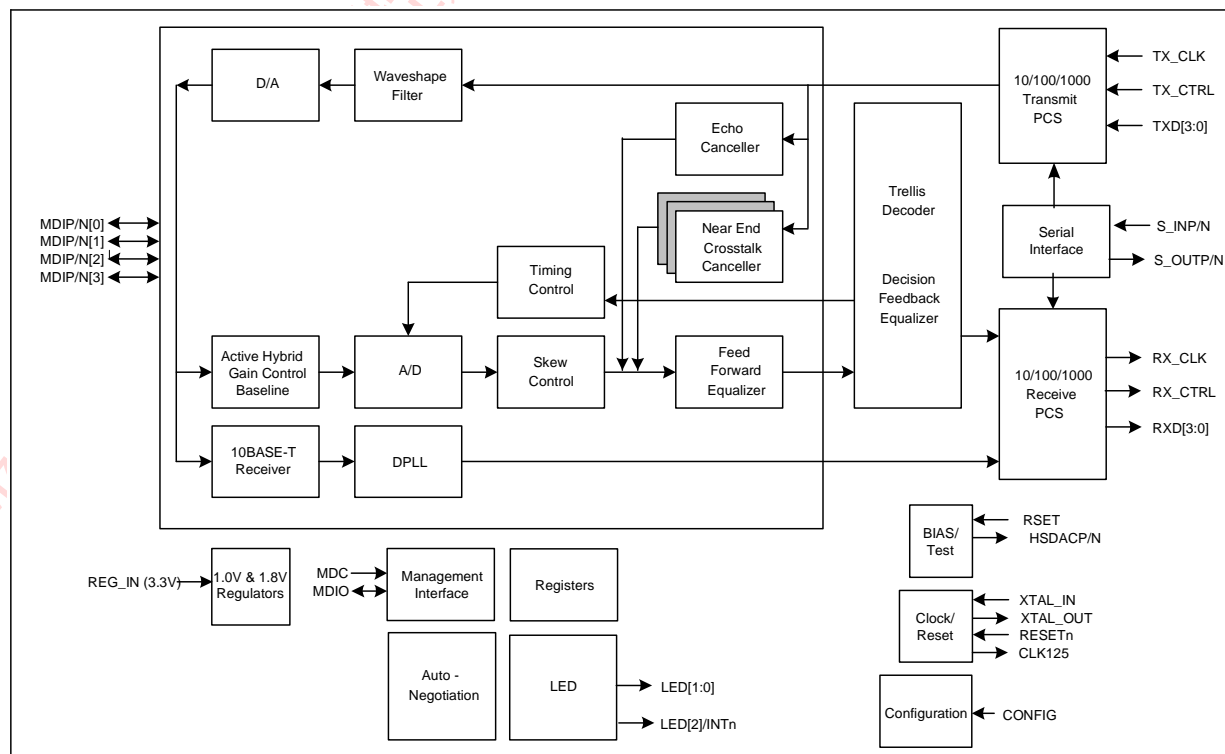 D/A
Waveshape
Filter
10/100/1000
Transmit
PCS
TX_CLK
TX_CTRL
TXD[3:0]
Echo
Canceller
Trellis
Decoder
Decision
Feedback
Equalizer
Near End
Crosstalk
Canceller
Serial
Interface
S_INP/N
S_OUTP/N
MDIP/N[0]
MDIP/N[1]
MDIP/N[2]
MDIP/N[3]
Timing
Control
Active Hybrid
Gain Control
Baseline
A/D
Skew
Control
Feed
Forward
Equalizer
10/100/1000
Receive
PCS
RX_CLK
RX_CTRL
RXD[3:0]
10BASE-T
Receiver
DPLL
BIAS/
Test
RSET
HSDACP/N
REG_IN (3.3V)
1.0V & 1.8V
Regulators
MDC
MDIO
Management
Interface
Registers
Clock/
Reset
XTAL_IN
XTAL_OUT
RESETn
CLK125
Auto -
Negotiation
LED
LED[1:0]
LED[2]/INTn
Configuration
CONFIG